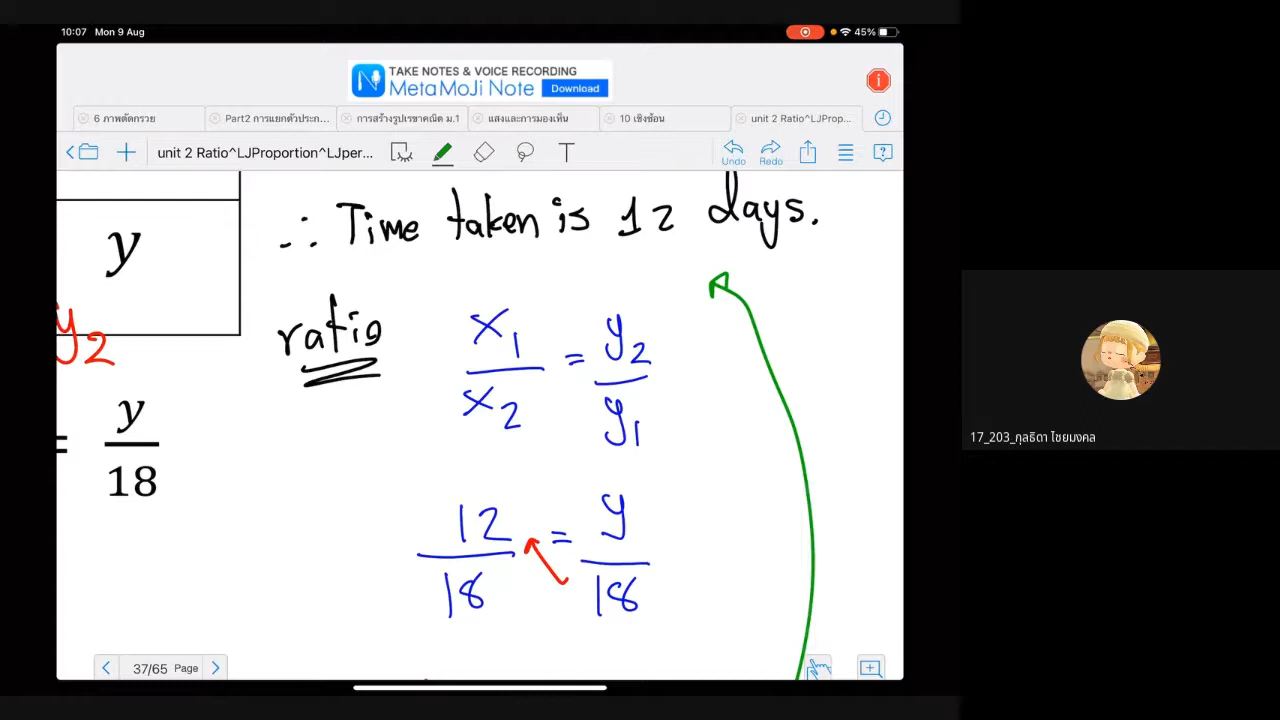 10:07 Mon 9 Aug
45%
TAKE NOTES & VOICE RECORDING
MetaMoJi Note
Download
6 ภาพตัดกรวย
Part2 การแยกตัวประก...
การสร้างรูปเรขาคณิต ม.1
แสงและการมองเห็น
10 เชิงซ้อน
unit 2 Ratio^LJProp...
unit 2 Ratio^LJProportion^LJper...
T
Undo
Redo
∴ Time taken is 12 days.
y
y2
= y/18
ratio
x1/x2 = y2/y1
12/18 = y/18
37/65 Page
17_203_กุลธิดา ไชยมงคล